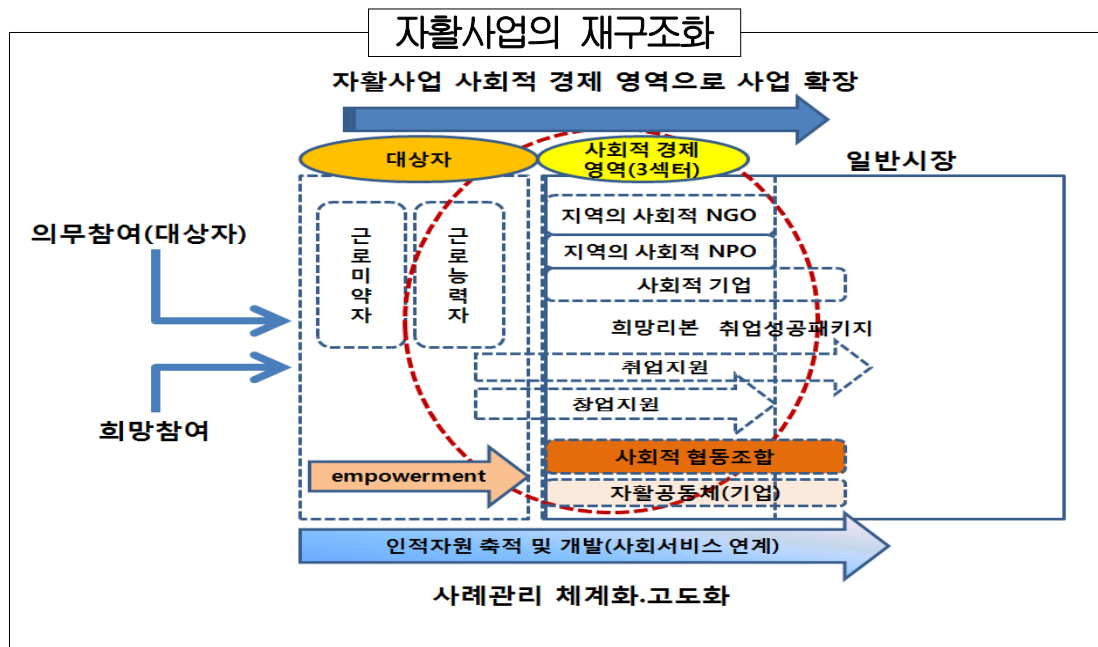 자활사업의 재구조화
자활사업 사회적 경제 영역으로 사업 확장
대상자
사회적 경제
영역(3섹터)
일반시장
의무참여(대상자)
희망참여
근로미약자
근로능력자
지역의 사회적 NGO
지역의 사회적 NPO
사회적 기업
희망리본 취업성공패키지
취업지원
창업지원
empowerment
사회적 협동조합
자활공동체(기업)
인적자원 축적 및 개발(사회서비스 연계)
사례관리 체계화.고도화